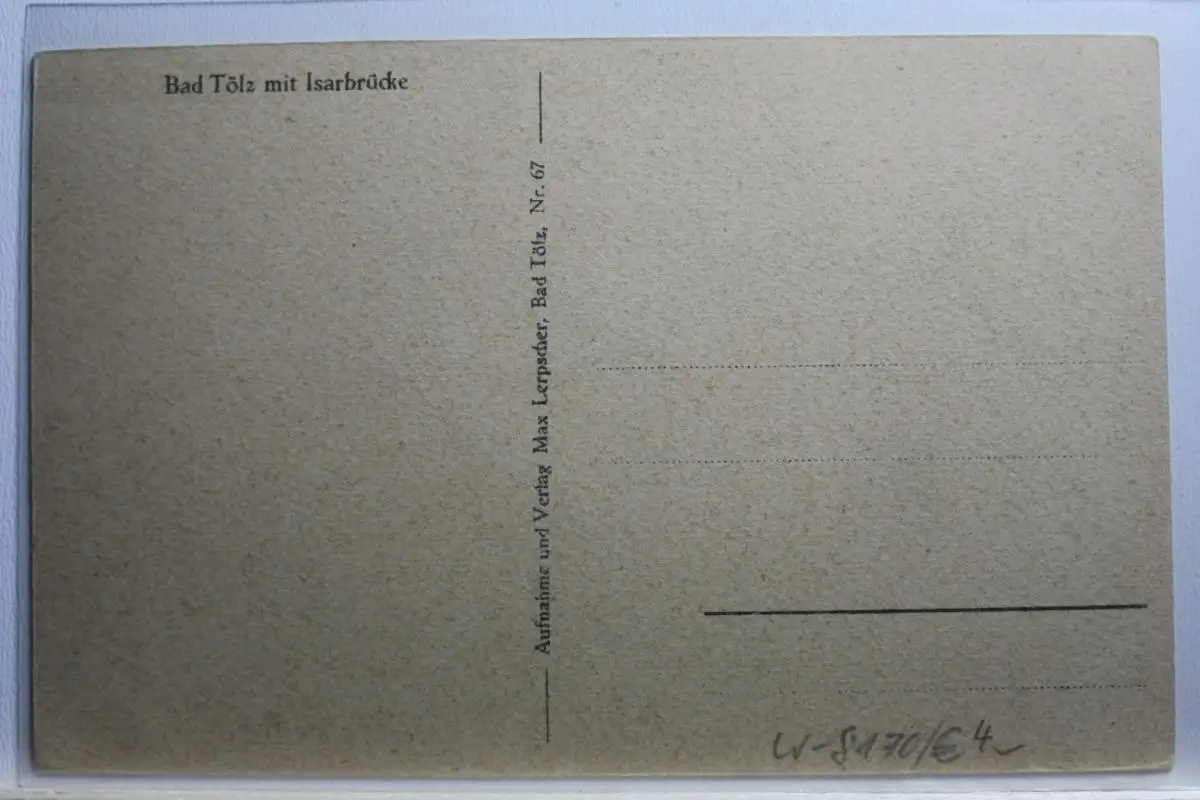 Bad Tölz mit Isarbrücke
Aufnahme und Verlag Max Lerpscher, Bad Tölz, Nr. 67
W-8170/€ 4~